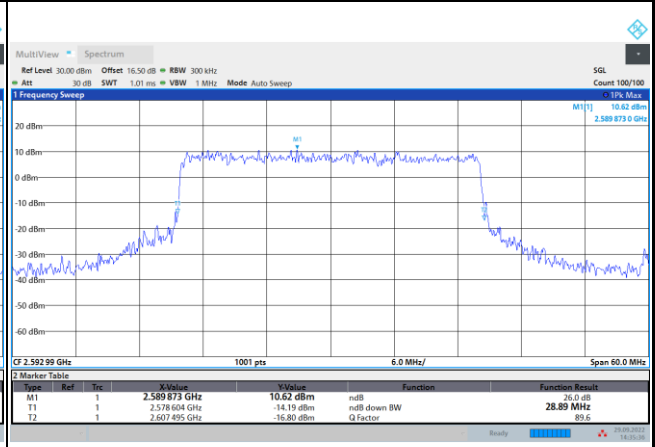 MultiView Spectrum
Ref Level 30.00 dBm Offset 16.50 dB RBW 300 kHz SGL
Att 30 dB SWT 1.01 ms VBW 1 MHz Mode Auto Sweep Count 100/100
1 Frequency Sweep 1Pk Max
M1[1] 10.62 dBm
2.589 873 0 GHz
20 dBm
M1
10 dBm
0 dBm
-10 dBm
-20 dBm
-30 dBm
-40 dBm
-50 dBm
-60 dBm
CF 2.592 99 GHz 1001 pts 6.0 MHz/ Span 60.0 MHz
2 Marker Table
Type Ref Trc X-Value Y-Value Function Function Result
M1 1 2.589 873 GHz 10.62 dBm ndB 26.0 dB
T1 1 2.578 604 GHz -14.19 dBm ndB down BW 28.89 MHz
T2 1 2.607 495 GHz -16.80 dBm Q Factor 89.6
Ready 29.09.2022
14:35:36